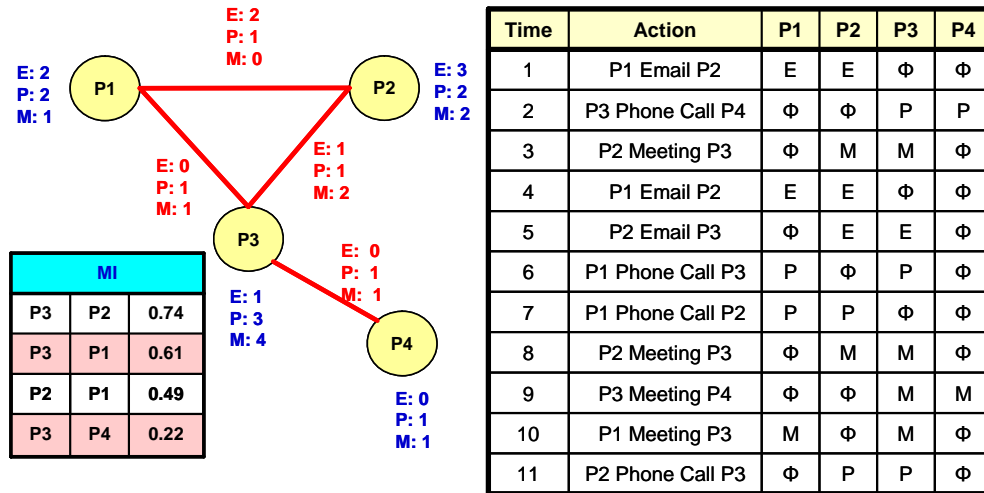 E: 2
P: 1
M: 0
E: 2
P: 2
M: 1
P1
P2
E: 3
P: 2
M: 2
E: 0
P: 1
M: 1
E: 1
P: 1
M: 2
P3
E: 1
P: 3
M: 4
E: 0
P: 1
M: 1
P4
E: 0
P: 1
M: 1
MI
P3 P2 0.74
P3 P1 0.61
P2 P1 0.49
P3 P4 0.22
Time Action P1 P2 P3 P4
1 P1 Email P2 E E Φ Φ
2 P3 Phone Call P4 Φ Φ P P
3 P2 Meeting P3 Φ M M Φ
4 P1 Email P2 E E Φ Φ
5 P2 Email P3 Φ E E Φ
6 P1 Phone Call P3 P Φ P Φ
7 P1 Phone Call P2 P P Φ Φ
8 P2 Meeting P3 Φ M M Φ
9 P3 Meeting P4 Φ Φ M M
10 P1 Meeting P3 M Φ M Φ
11 P2 Phone Call P3 Φ P P Φ